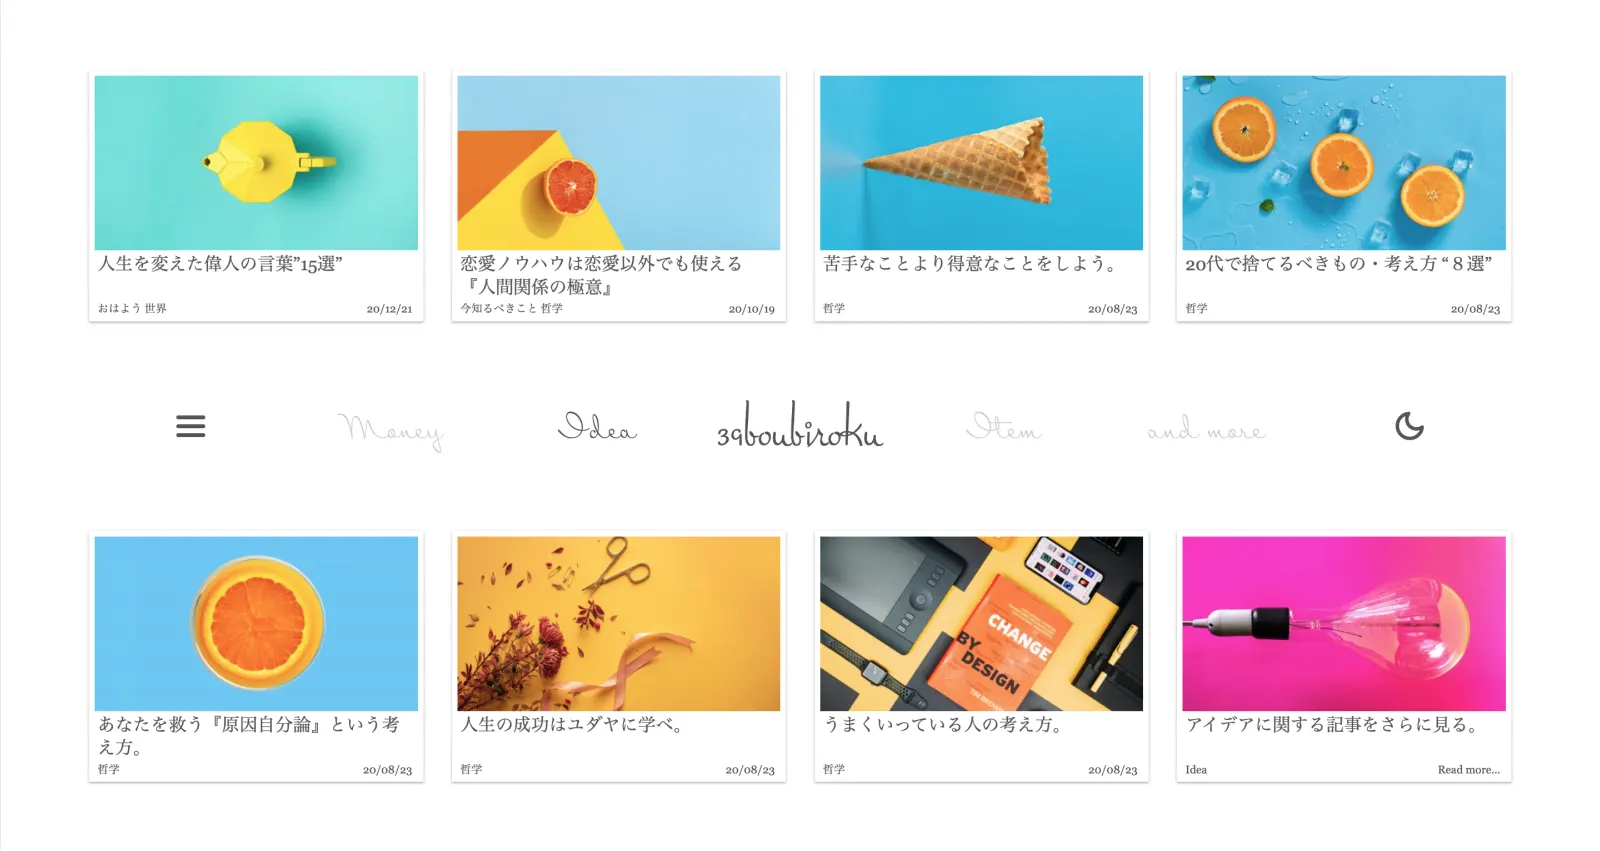 人生を変えた偉人の言葉”15選”
おはよう 世界
20/12/21
恋愛ノウハウは恋愛以外でも使える
『人間関係の極意』
今知るべきこと 哲学
20/10/19
苦手なことより得意なことをしよう。
哲学
20/08/23
20代で捨てるべきもの・考え方 “８選”
哲学
20/08/23
Money
Idea
39boubiroku
Item
and more
あなたを救う『原因自分論』という考
え方。
哲学
20/08/23
人生の成功はユダヤに学べ。
哲学
20/08/23
CHANGE
BY
DESIGN
うまくいっている人の考え方。
哲学
20/08/23
アイデアに関する記事をさらに見る。
Idea
Read more...